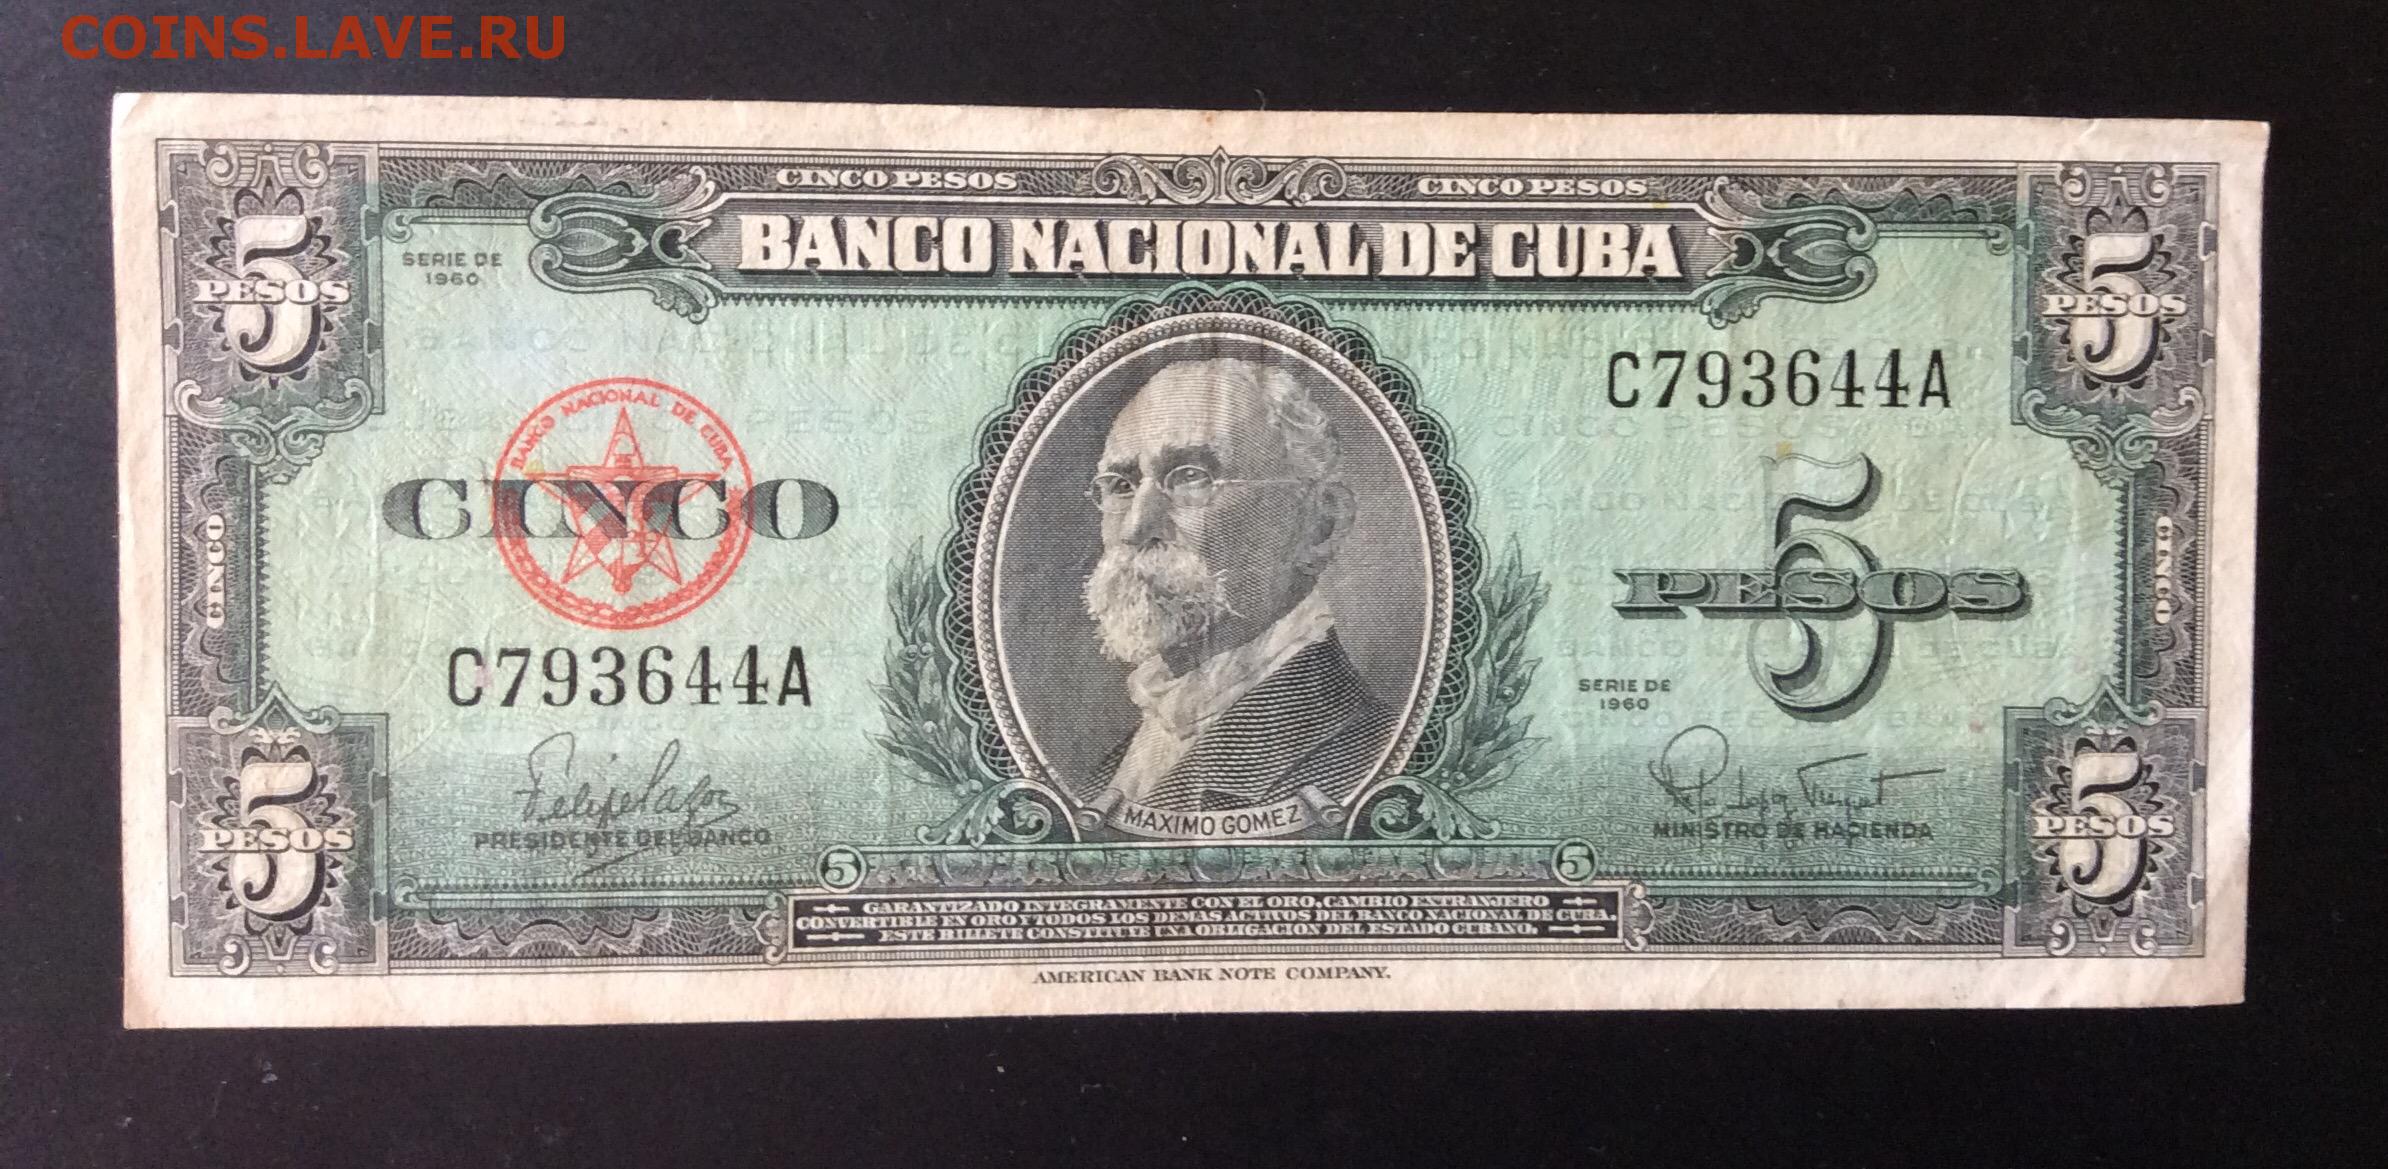 COINS.LAVE.RU
CINCO PESOS
CINCO PESOS
BANCO NACIONAL DE CUBA
5 PESOS
5 PESOS
SERIE DE
1960
C793644A
BANCO NACIONAL DE CUBA
CINCO
5 PESOS
CINCO
CINCO
C793644A
SERIE DE
1960
PRESIDENTE DEL BANCO
MAXIMO GOMEZ
MINISTRO DE HACIENDA
5 PESOS
5 PESOS
5
5
GARANTIZADO INTEGRAMENTE CON EL ORO, CAMBIO EXTRANJERO
CONVERTIBLE EN ORO Y TODOS LOS DEMAS ACTIVOS DEL BANCO NACIONAL DE CUBA.
ESTE BILLETE CONSTITUTE UNA OBLIGACION DEL ESTADO CUBANO.
AMERICAN BANK NOTE COMPANY.